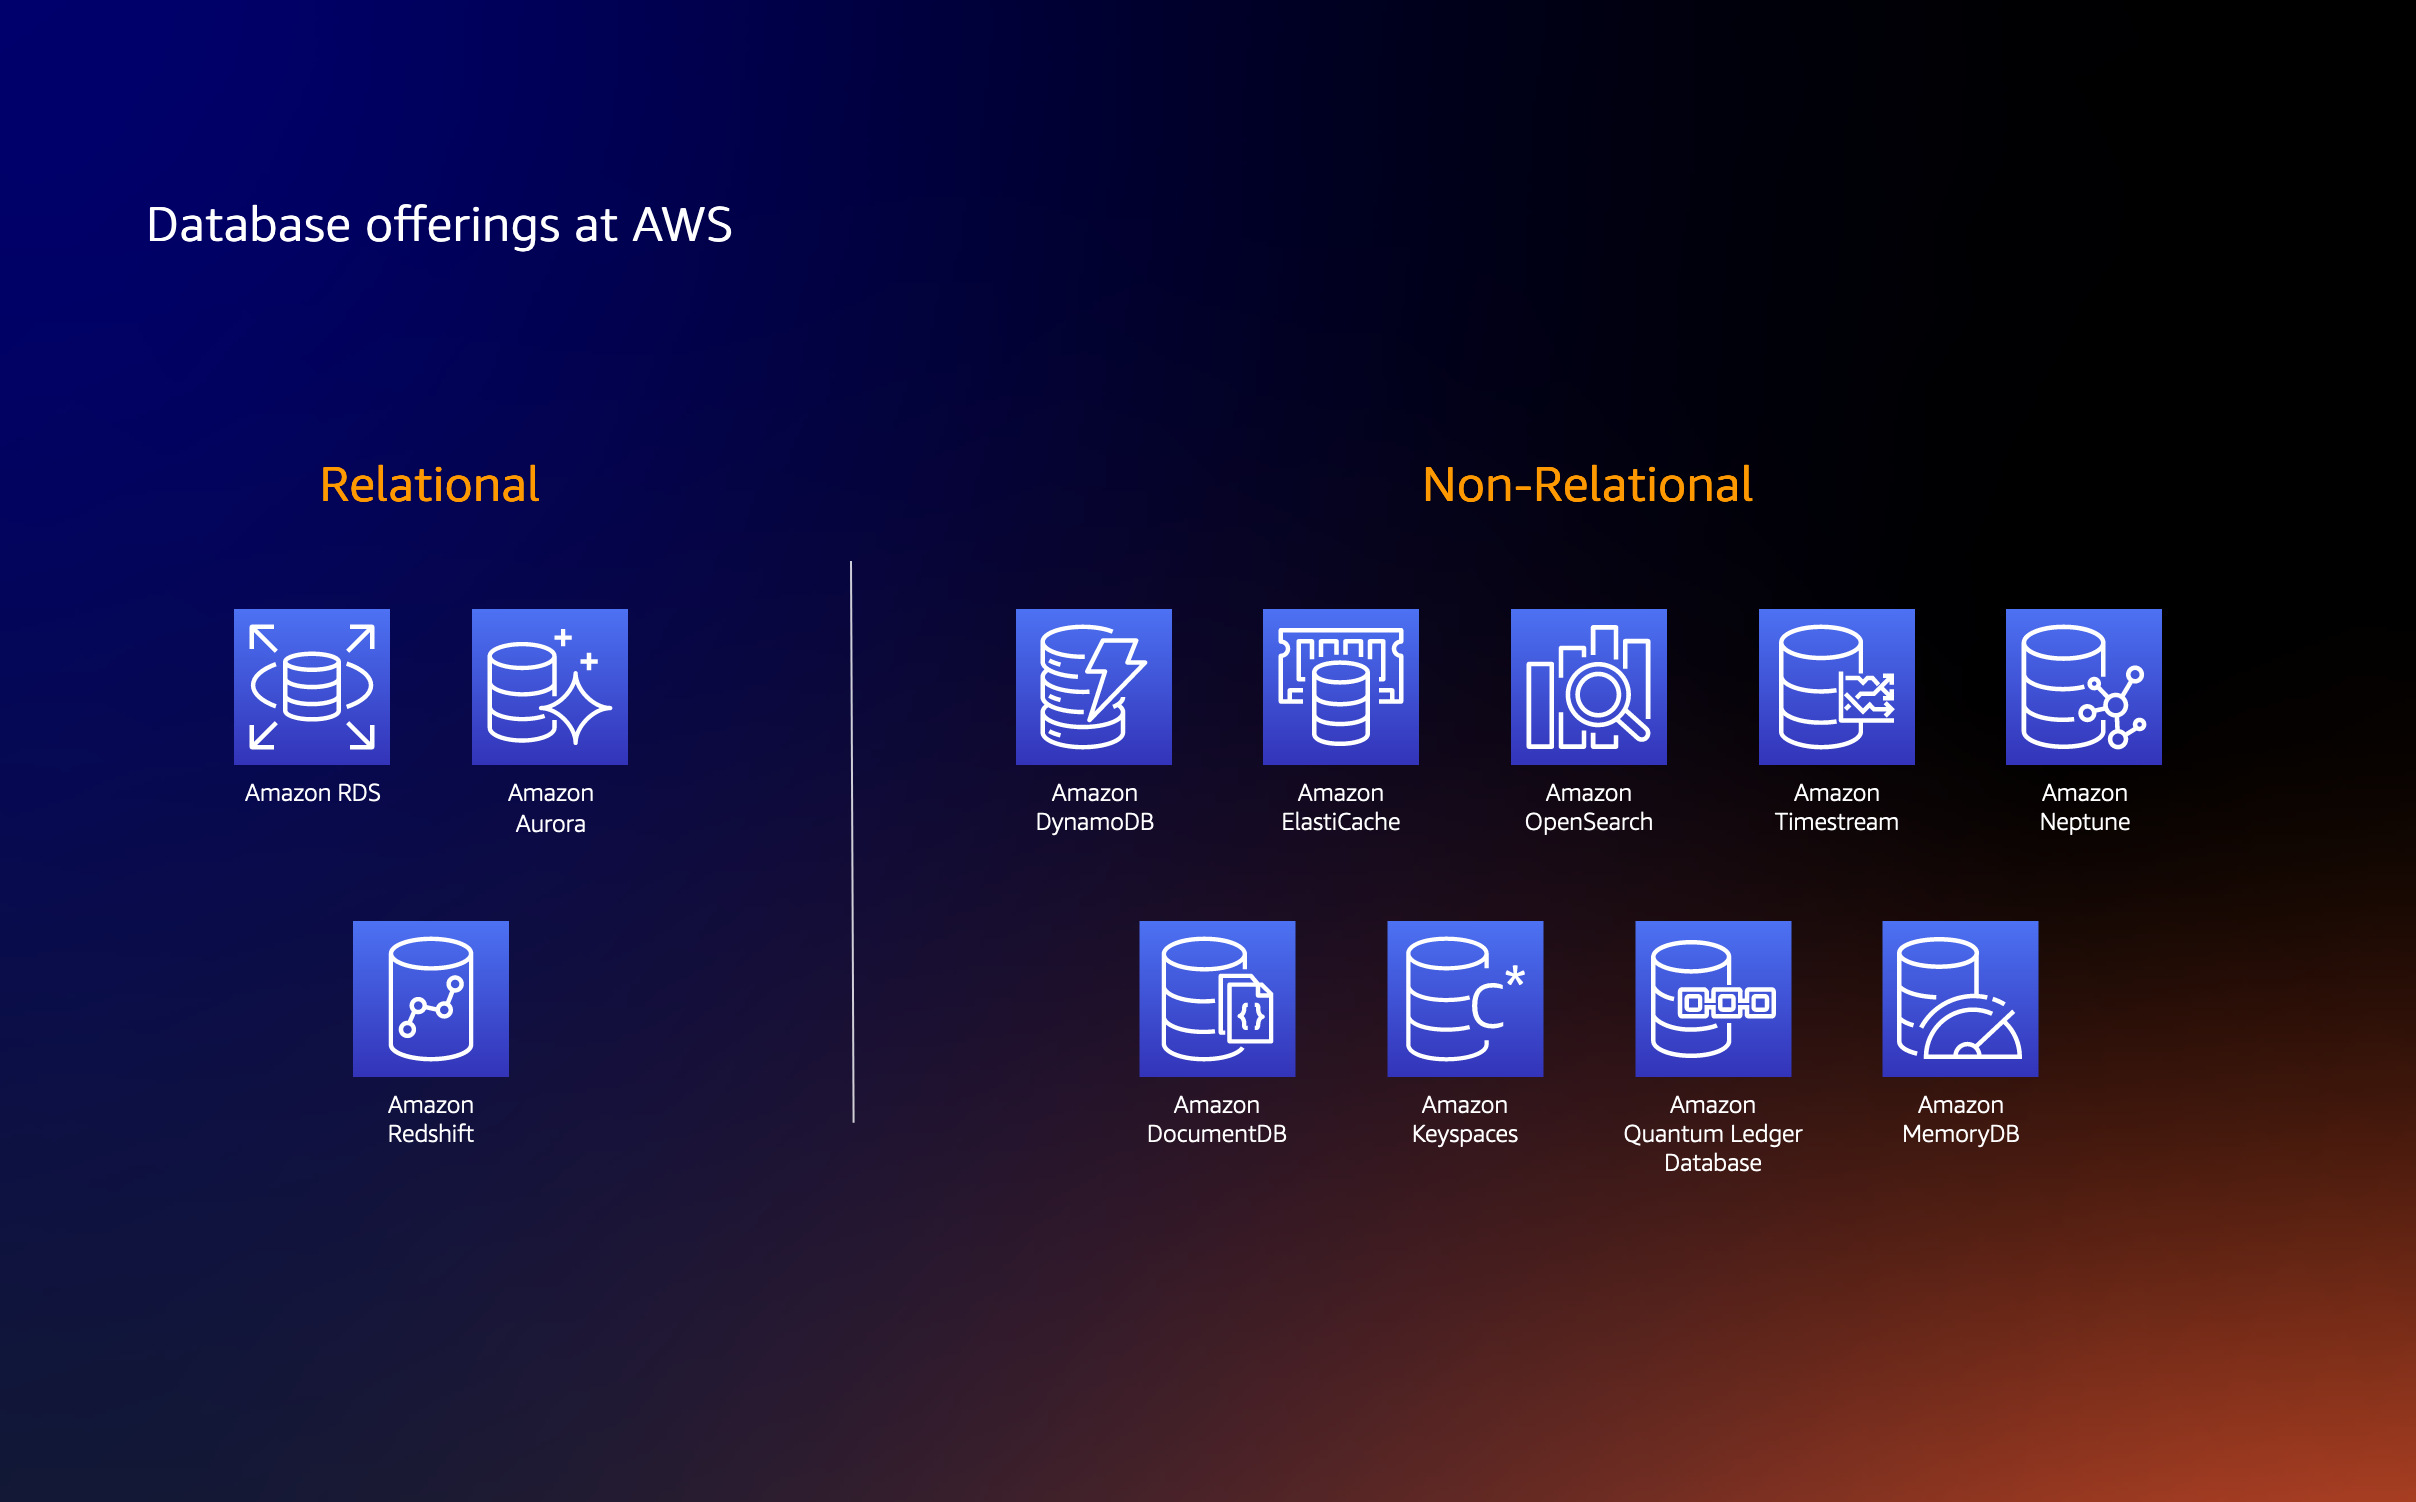 Database offerings at AWS
Relational
Amazon RDS
Amazon
Aurora
Amazon
Redshift
Non-Relational
Amazon
DynamoDB
Amazon
ElastiCache
Amazon
OpenSearch
Amazon
Timestream
Amazon
Neptune
{}
Amazon
DocumentDB
C*
Amazon
Keyspaces
Amazon
Quantum Ledger
Database
Amazon
MemoryDB